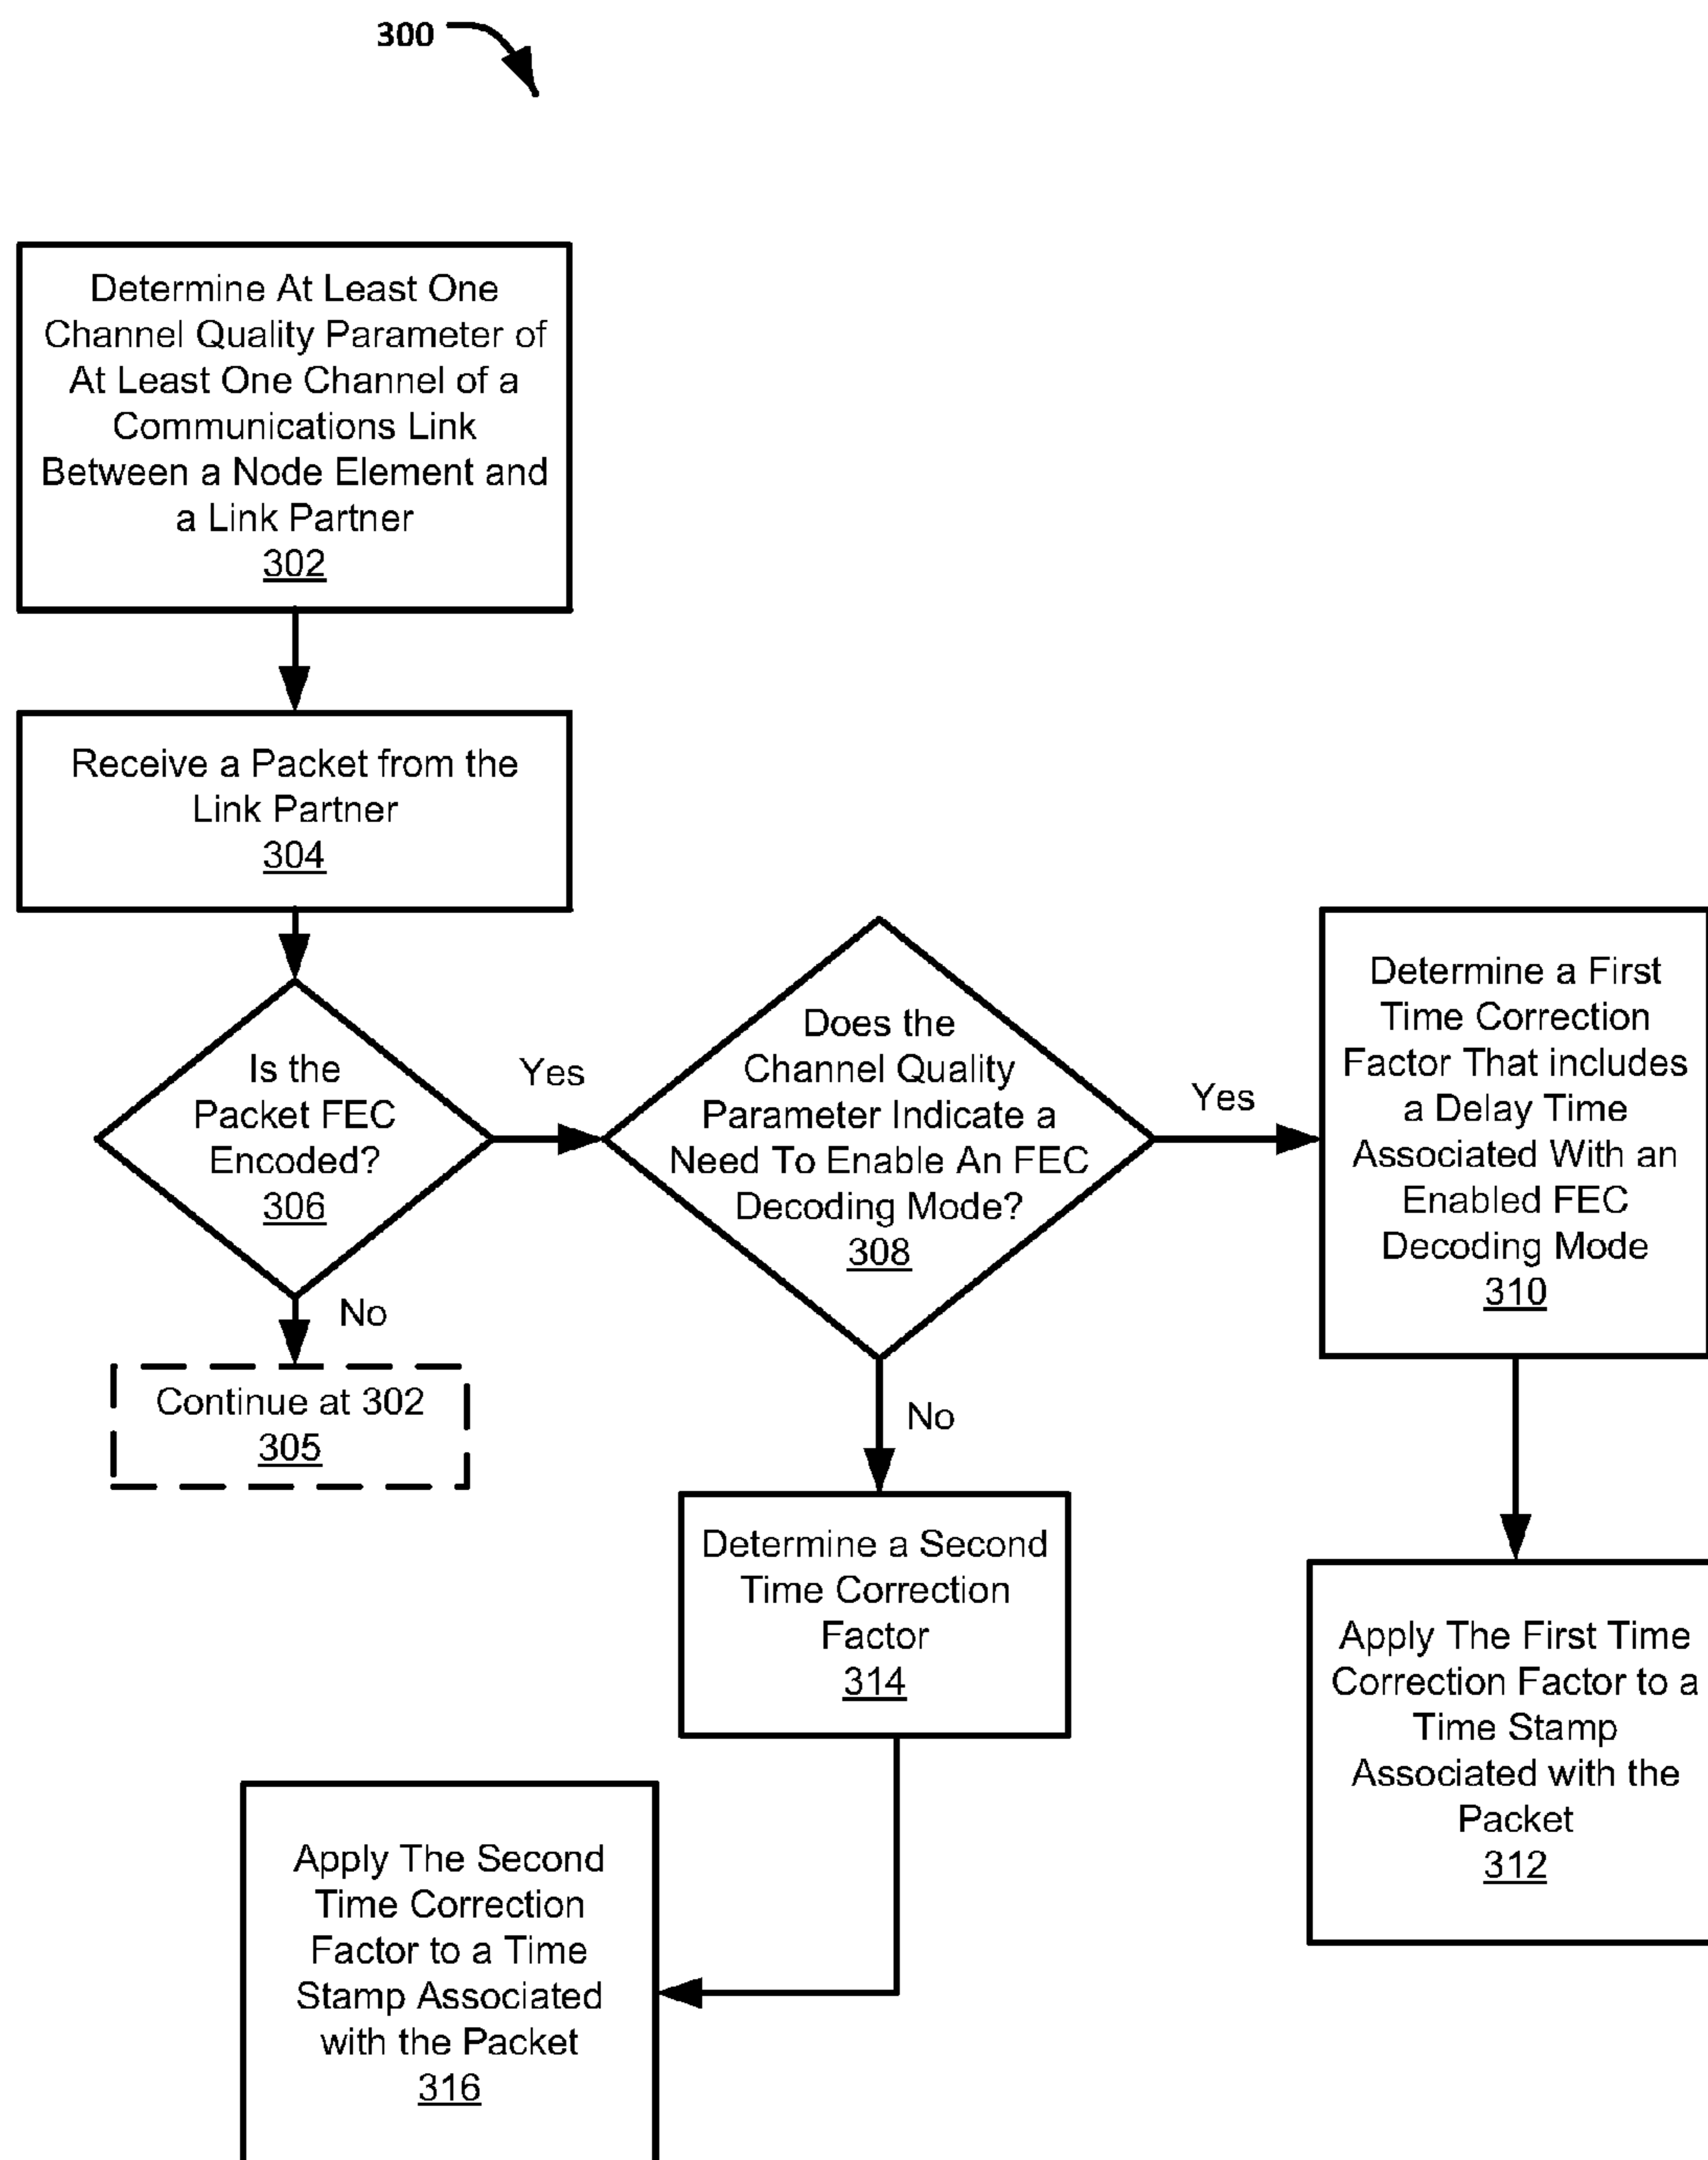 300
Determine At Least One
Channel Quality Parameter of
At Least One Channel of a
Communications Link
Between a Node Element and
a Link Partner
302
Receive a Packet from the
Link Partner
304
Is the
Packet FEC
Encoded?
306
Yes
No
Continue at 302
305
Does the
Channel Quality
Parameter Indicate a
Need To Enable An FEC
Decoding Mode?
308
Yes
No
Determine a First
Time Correction
Factor That includes
a Delay Time
Associated With an
Enabled FEC
Decoding Mode
310
Apply The First Time
Correction Factor to a
Time Stamp
Associated with the
Packet
312
Determine a Second
Time Correction
Factor
314
Apply The Second
Time Correction
Factor to a Time
Stamp Associated
with the Packet
316